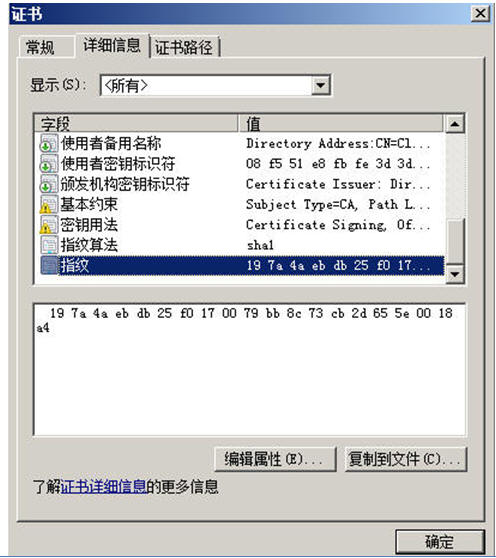 证书
常规 详细信息 证书路径
显示(S): <所有>
字段 值
使用者备用名称 Directory Address:CN=Cl...
使用者密钥标识符 08 f5 51 e8 fb fe 3d 3d...
颁发机构密钥标识符 Certificate Issuer: Dir...
基本约束 Subject Type=CA, Path L...
密钥用法 Certificate Signing, Of...
指纹算法 sha1
指纹 19 7a 4a eb db 25 f0 17...
19 7a 4a eb db 25 f0 17 00 79 bb 8c 73 cb 2d 65 5e 00 18
a4
编辑属性(E)... 复制到文件(C)...
了解证书详细信息的更多信息
确定